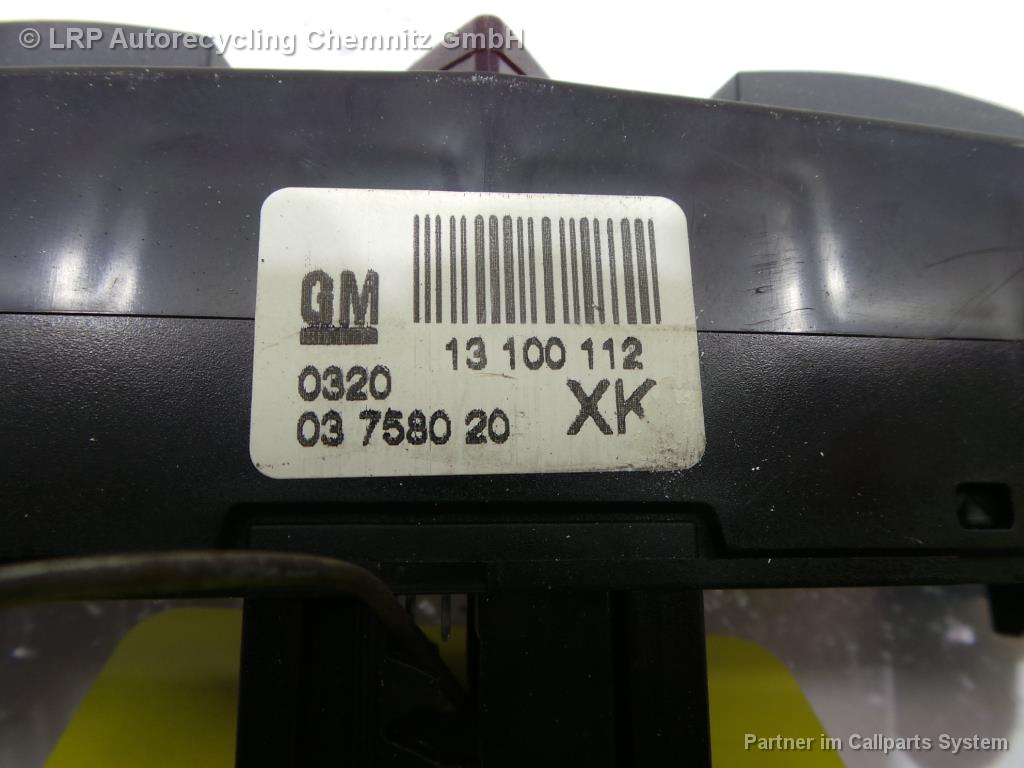 © LRP Autorecycling Chemnitz GmbH
GM
13 100 112
0320
XK
03 7580 20
Partner im Callparts System